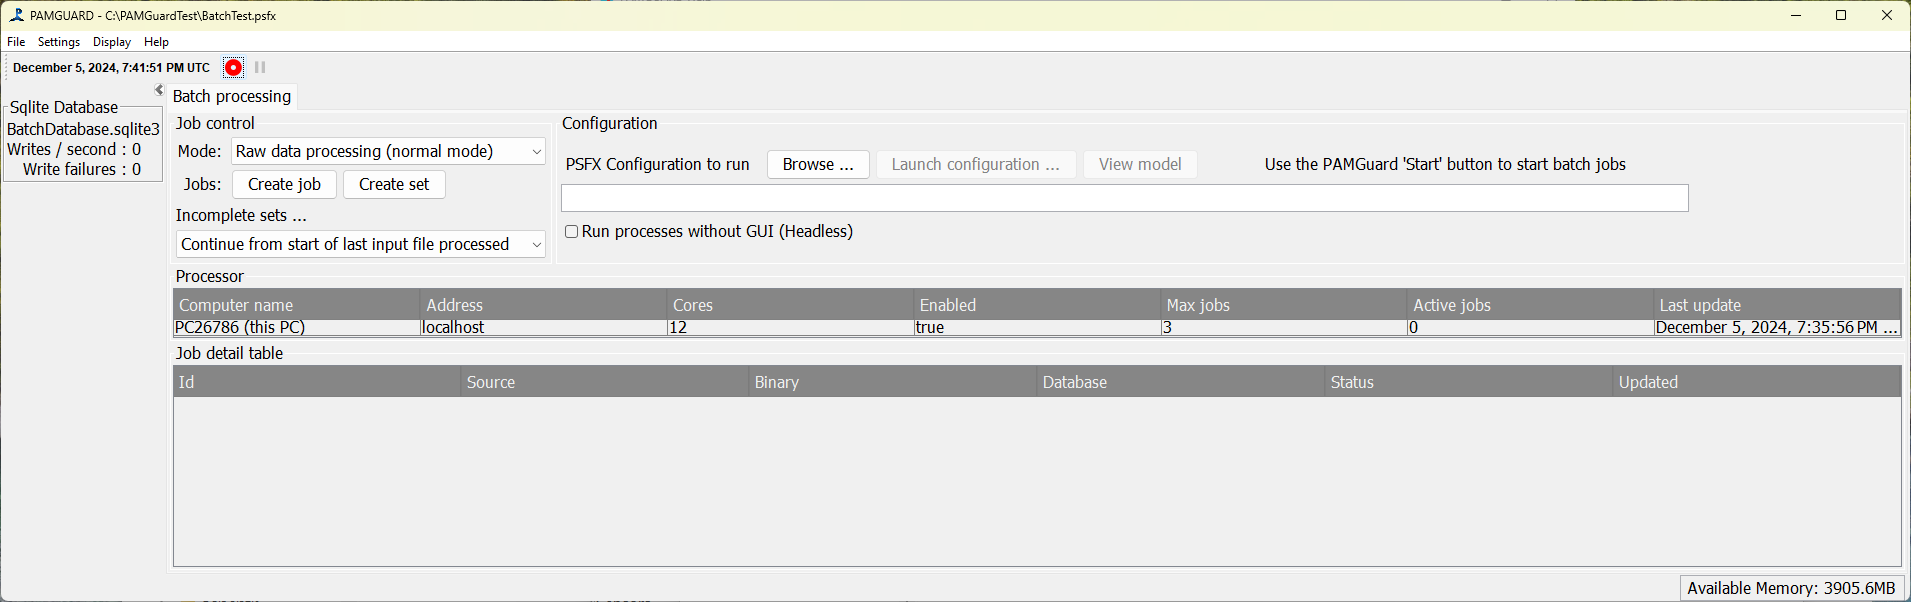 PAMGUARD - C:\PAMGuardTest\BatchTest.psfx
File Settings Display Help
December 5, 2024, 7:41:51 PM UTC
Sqlite Database
BatchDatabase.sqlite3
Writes / second : 0
Write failures : 0
Batch processing
Job control
Mode: Raw data processing (normal mode)
Jobs: Create job Create set
Incomplete sets ...
Continue from start of last input file processed
Configuration
PSFX Configuration to run Browse ... Launch configuration ... View model Use the PAMGuard 'Start' button to start batch jobs
Run processes without GUI (Headless)
Processor
Computer name Address Cores Enabled Max jobs Active jobs Last update
PC26786 (this PC) localhost 12 true 3 0 December 5, 2024, 7:35:56 PM ...
Job detail table
Id Source Binary Database Status Updated
Available Memory: 3905.6MB